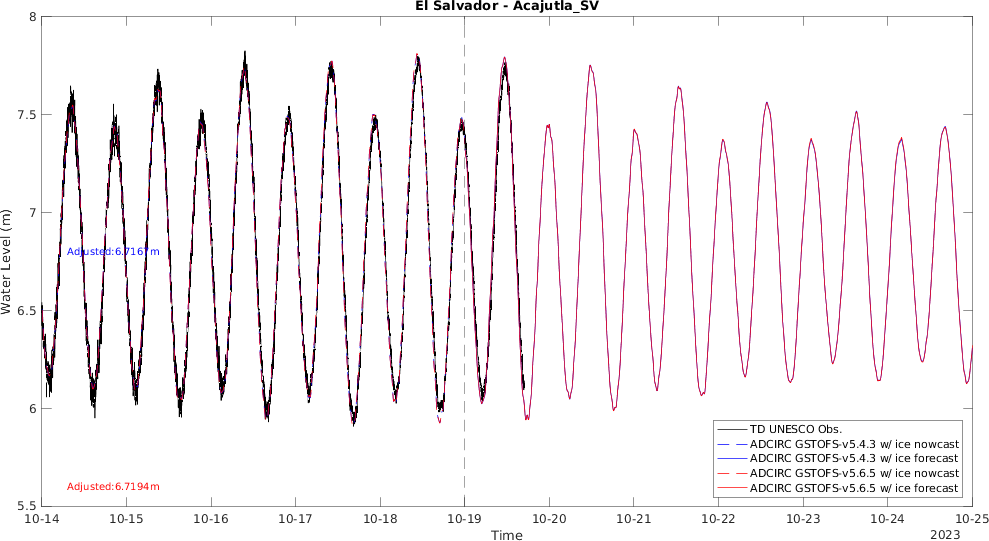 El Salvador - Acajutla_SV
8
7.5
7
6.5
6
5.5
Water Level (m)
Adjusted:6.7167m
Adjusted:6.7194m
TD UNESCO Obs.
ADCIRC GSTOFS-v5.4.3 w/ ice nowcast
ADCIRC GSTOFS-v5.4.3 w/ ice forecast
ADCIRC GSTOFS-v5.6.5 w/ ice nowcast
ADCIRC GSTOFS-v5.6.5 w/ ice forecast
10-14 10-15 10-16 10-17 10-18 10-19 10-20 10-21 10-22 10-23 10-24 10-25
Time
2023